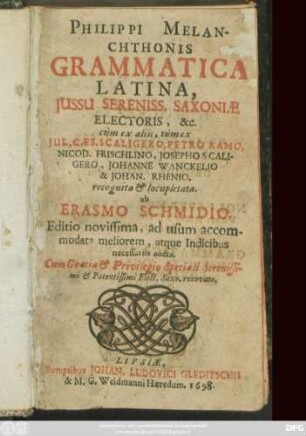 PHILIPPI MELAN-
CHTHONIS
GRAMMATICA
LATINA,
JUSSU SERENISS. SAXONIÆ
ELECTORIS, &c.
cùm ex aliis, tùm ex
JUL. CÆS. SCALIGERO, PETRO RAMO,
NICOD. FRISCHLINO, JOSEPHO SCALI-
GERO, JOHANNE WANCKELIO
& JOHAN. RHENIO,
recognita & locupletata
ab
ERASMO SCHMIDIO.
Editio novissima, ad usum accom-
modata meliorem, atque Indicibus
necessariis aucta.
Cum Gratia & Privilegio Speciali Serenissi-
mi & Potentissimi Elect. Saxo. renovato.
LIPSIÆ,
Sumptibus JOHAN. LUDOVICI GLEDITSCHII
& M. G. Weidmanni Hæredum. 1698.